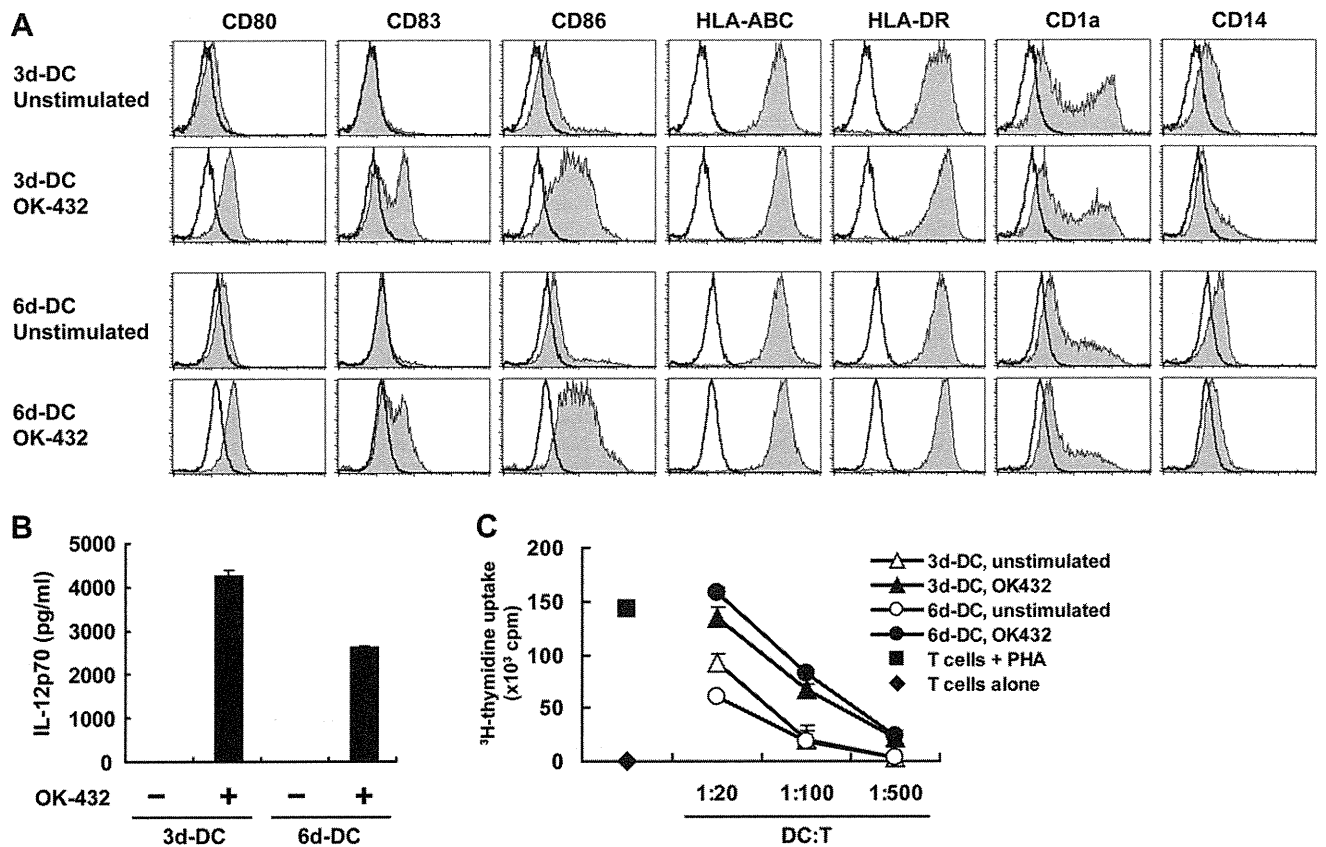 A
CD80 CD83 CD86 HLA-ABC HLA-DR CD1a CD14
3d-DC
Unstimulated
3d-DC
OK-432
6d-DC
Unstimulated
6d-DC
OK-432
B
IL-12p70 (pg/ml)
5000
4000
3000
2000
1000
0
OK-432 − + − +
3d-DC 6d-DC
C
³H-thymidine uptake
(x10³ cpm)
200
150
100
50
0
1:20 1:100 1:500
DC:T
3d-DC, unstimulated
3d-DC, OK432
6d-DC, unstimulated
6d-DC, OK432
T cells + PHA
T cells alone